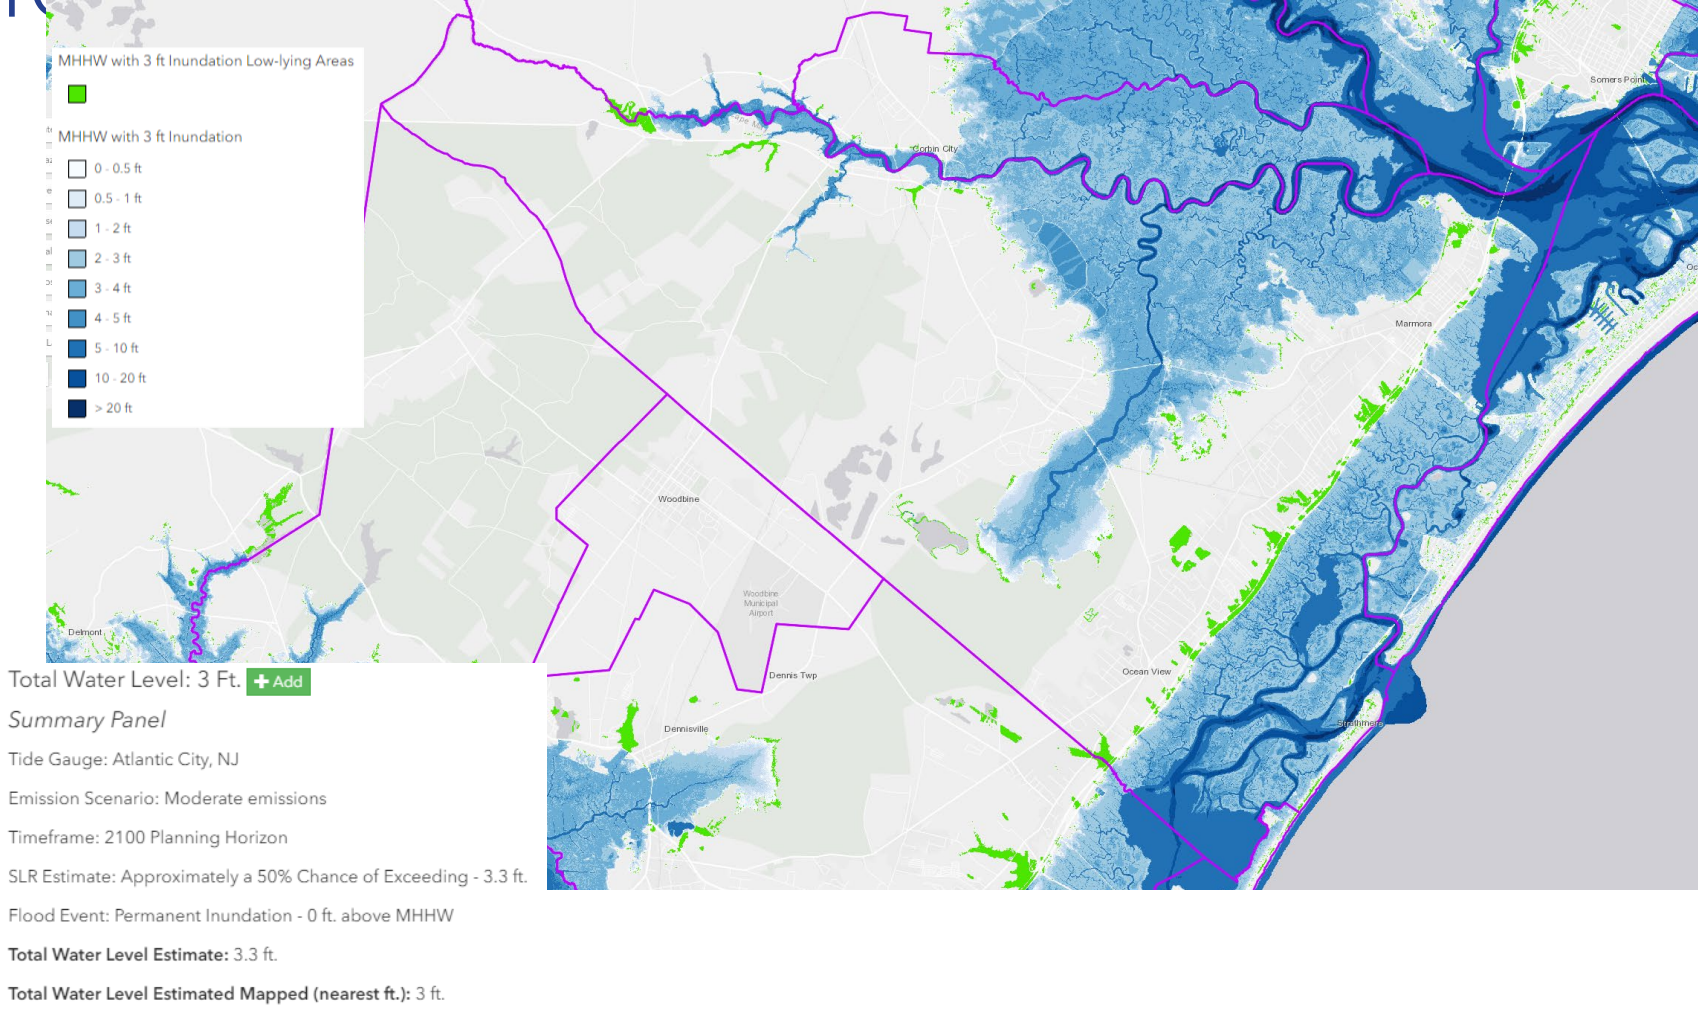 MHHW with 3 ft Inundation Low-lying Areas
MHHW with 3 ft Inundation
0 - 0.5 ft
0.5 - 1 ft
1 - 2 ft
2 - 3 ft
3 - 4 ft
4 - 5 ft
5 - 10 ft
10 - 20 ft
> 20 ft
Somers Point
Corbin City
Marmora
Woodbine
Woodbine
Municipal
Airport
Delmont
Ocean View
Dennis Twp
Strathmere
Dennisville
Total Water Level: 3 Ft. + Add
Summary Panel
Tide Gauge: Atlantic City, NJ
Emission Scenario: Moderate emissions
Timeframe: 2100 Planning Horizon
SLR Estimate: Approximately a 50% Chance of Exceeding - 3.3 ft.
Flood Event: Permanent Inundation - 0 ft. above MHHW
Total Water Level Estimate: 3.3 ft.
Total Water Level Estimated Mapped (nearest ft.): 3 ft.